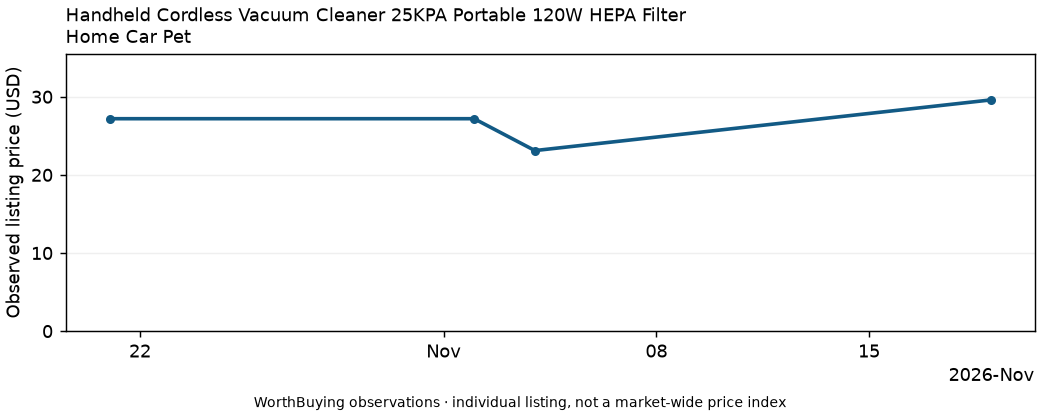 Handheld Cordless Vacuum Cleaner 25KPA Portable 120W HEPA Filter
Home Car Pet
Observed listing price (USD)
30
20
10
0
22
Nov
08
15
2026-Nov
WorthBuying observations · individual listing, not a market-wide price index